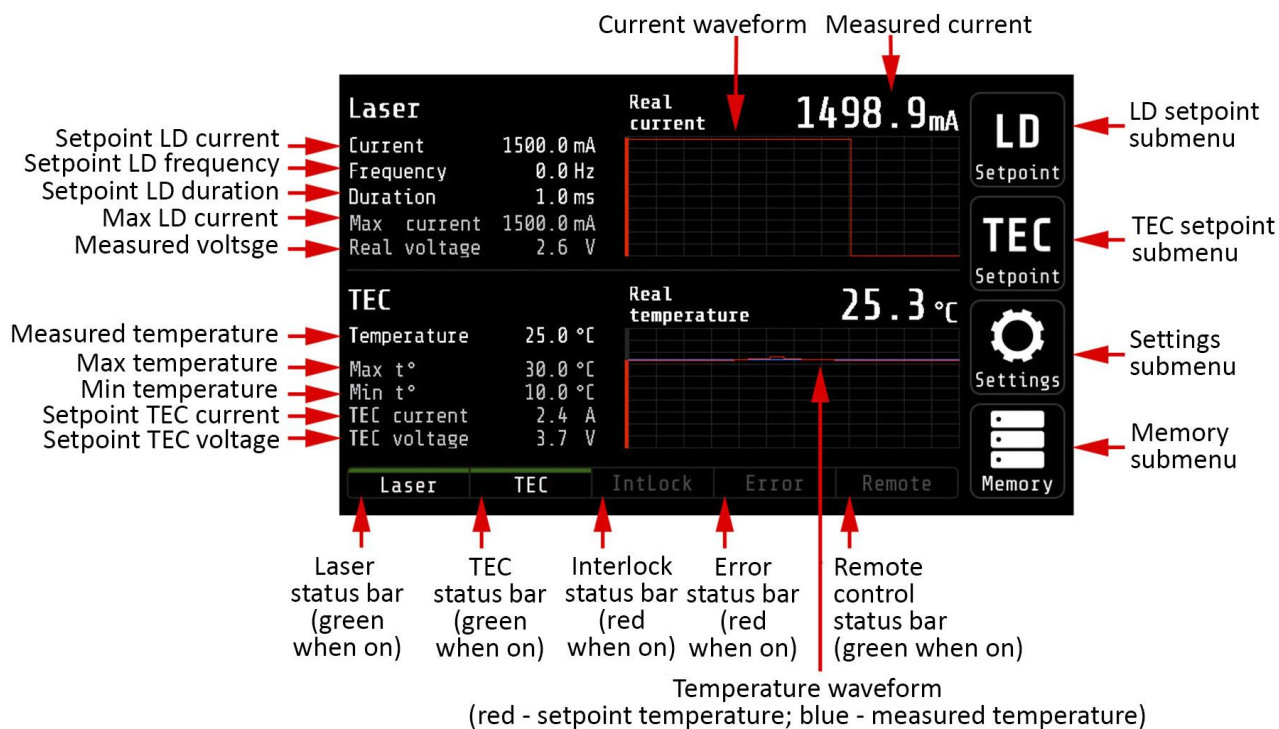 Current waveform
Measured current
Laser
Real
current
1498.9mA
LD
Setpoint
LD setpoint
submenu
Setpoint LD current
Current 1500.0 mA
Setpoint LD frequency
Frequency 0.0 Hz
Setpoint LD duration
Duration 1.0 ms
Max LD current
Max current 1500.0 mA
Measured voltsge
Real voltage 2.6 V
TEC
Setpoint
TEC setpoint
submenu
TEC
Real
temperature
25.3 °C
Measured temperature
Temperature 25.0 °C
Max temperature
Max t° 30.0 °C
Min temperature
Min t° 10.0 °C
Setpoint TEC current
TEC current 2.4 A
Setpoint TEC voltage
TEC voltage 3.7 V
Settings
Settings
submenu
Memory
Memory
submenu
Laser
TEC
IntLock
Error
Remote
Laser
status bar
(green
when on)
TEC
status bar
(green
when on)
Interlock
status bar
(red
when on)
Error
status bar
(red
when on)
Remote
control
status bar
(green when on)
Temperature waveform
(red - setpoint temperature; blue - measured temperature)